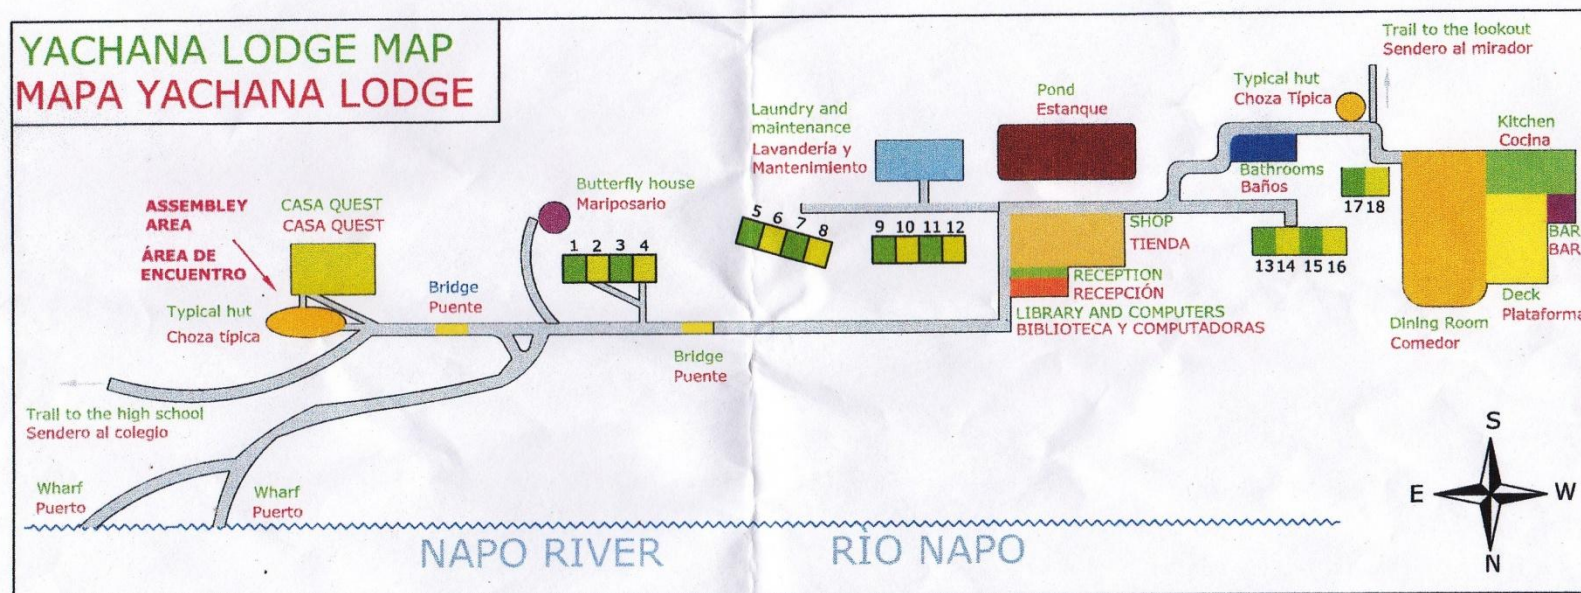 YACHANA LODGE MAP
MAPA YACHANA LODGE
Trail to the lookout
Sendero al mirador
Typical hut
Choza Típica
Pond
Estanque
Laundry and
maintenance
Lavandería y
Mantenimiento
Kitchen
Cocina
Bathrooms
Baños
17 18
BAR
BAR
Butterfly house
Mariposario
ASSEMBLEY
AREA
ÁREA DE
ENCUENTRO
CASA QUEST
CASA QUEST
1 2 3 4
5 6 7 8
9 10 11 12
SHOP
TIENDA
13 14 15 16
RECEPTION
RECEPCIÓN
LIBRARY AND COMPUTERS
BIBLIOTECA Y COMPUTADORAS
Deck
Plataforma
Dining Room
Comedor
Typical hut
Choza típica
Bridge
Puente
Bridge
Puente
Trail to the high school
Sendero al colegio
Wharf
Puerto
Wharf
Puerto
S
E W
N
NAPO RIVER RÌO NAPO